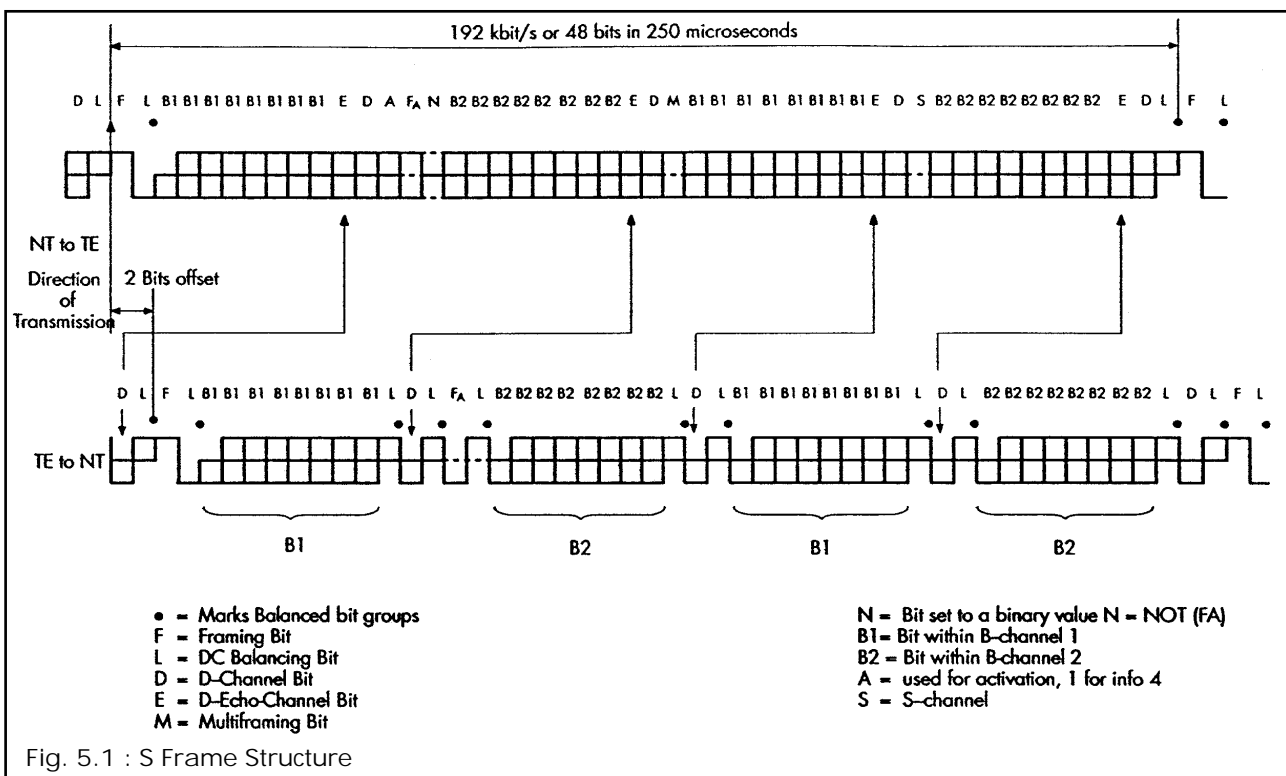 192 kbit/s or 48 bits in 250 microseconds
D L F L B1 B1 B1 B1 B1 B1 B1 B1 E D A FA N B2 B2 B2 B2 B2 B2 B2 B2 E D M B1 B1 B1 B1 B1 B1 B1 B1 E D S B2 B2 B2 B2 B2 B2 B2 B2 E D L F L
NT to TE
Direction
of
Transmission
2 Bits offset
D L F L B1 B1 B1 B1 B1 B1 B1 B1 L D L FA L B2 B2 B2 B2 B2 B2 B2 B2 L D L B1 B1 B1 B1 B1 B1 B1 B1 L D L B2 B2 B2 B2 B2 B2 B2 B2 L D L F L
TE to NT
B1 B2 B1 B2
● = Marks Balanced bit groups
F = Framing Bit
L = DC Balancing Bit
D = D-Channel Bit
E = D-Echo-Channel Bit
M = Multiframing Bit
N = Bit set to a binary value N = NOT (FA)
B1= Bit within B-channel 1
B2 = Bit within B-channel 2
A = used for activation, 1 for info 4
S = S-channel
Fig. 5.1 : S Frame Structure